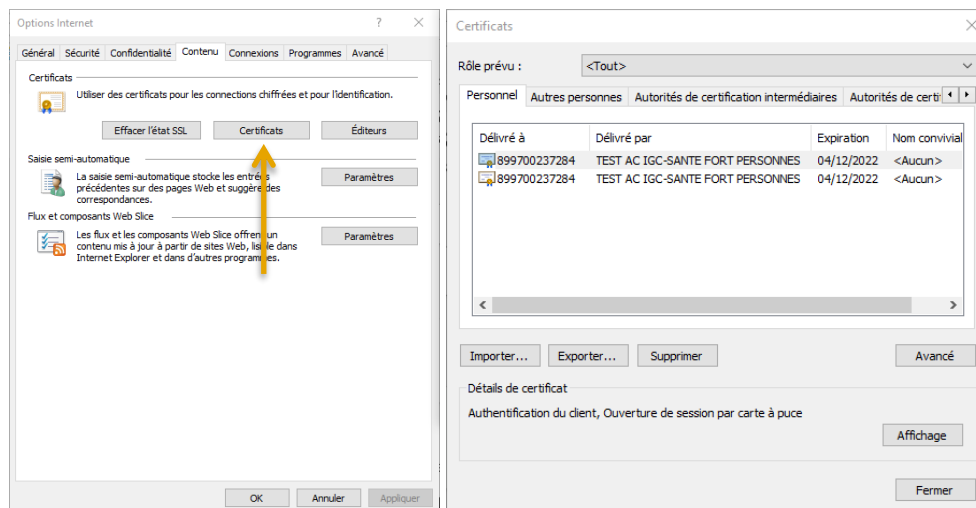 Options Internet ? ×
Général Sécurité Confidentialité Contenu Connexions Programmes Avancé
Certificats
Utiliser des certificats pour les connections chiffrées et pour l'identification.
Effacer l'état SSL Certificats Éditeurs
Saisie semi-automatique
La saisie semi-automatique stocke les entrées
précédentes sur des pages Web et suggère des
correspondances.
Paramètres
Flux et composants Web Slice
Les flux et les composants Web Slice offrent un
contenu mis à jour à partir de sites Web, lisible dans
Internet Explorer et dans d'autres programmes.
Paramètres
OK Annuler Appliquer
Certificats
Rôle prévu : <Tout>
Personnel Autres personnes Autorités de certification intermédiaires Autorités de certi
Délivré à Délivré par Expiration Nom convivial
899700237284 TEST AC IGC-SANTE FORT PERSONNES 04/12/2022 <Aucun>
899700237284 TEST AC IGC-SANTE FORT PERSONNES 04/12/2022 <Aucun>
Importer... Exporter... Supprimer Avancé
Détails de certificat
Authentification du client, Ouverture de session par carte à puce
Affichage
Fermer